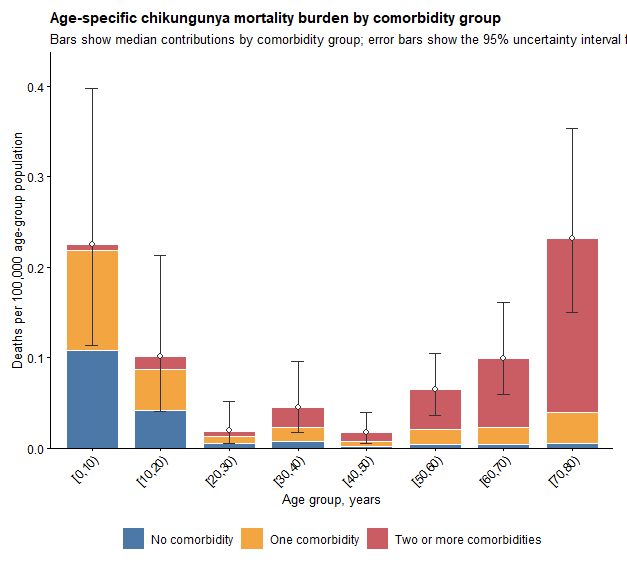 Age-specific chikungunya mortality burden by comorbidity group
Bars show median contributions by comorbidity group; error bars show the 95% uncertainty interval f
Deaths per 100,000 age-group population
0.4
0.3
0.2
0.1
0.0
[0,10)
[10,20)
[20,30)
[30,40)
[40,50)
[50,60)
[60,70)
[70,80)
Age group, years
No comorbidity
One comorbidity
Two or more comorbidities